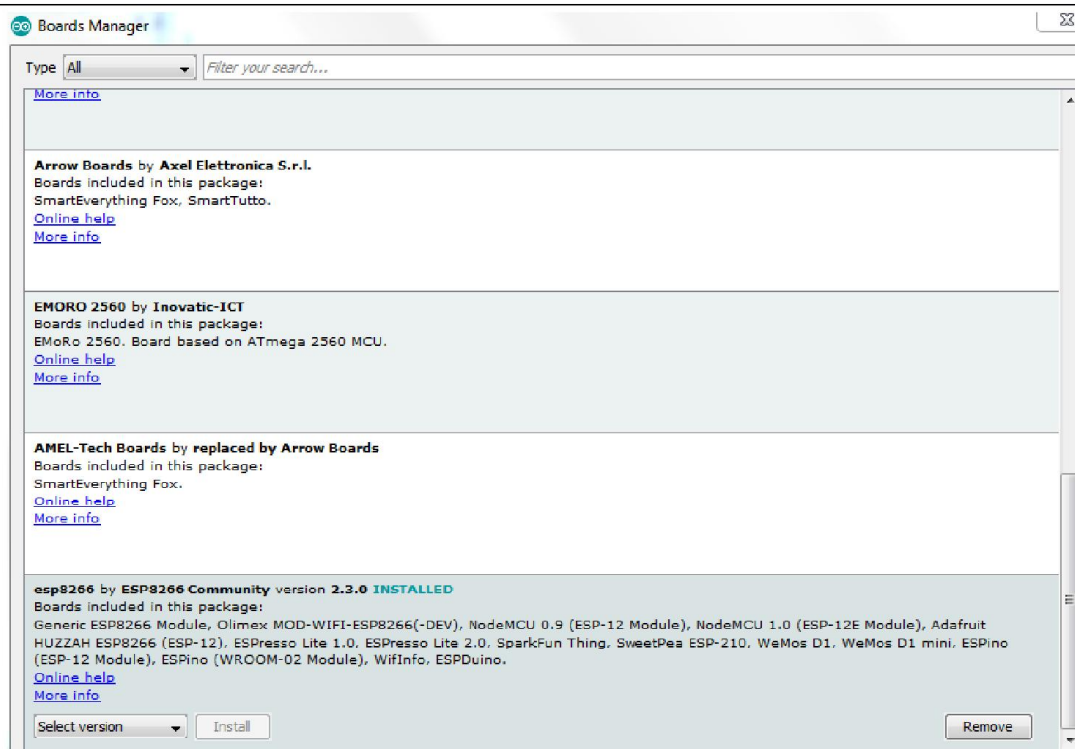 Boards Manager
Type All Filter your search...
More info
Arrow Boards by Axel Elettronica S.r.l.
Boards included in this package:
SmartEverything Fox, SmartTutto.
Online help
More info
EMORO 2560 by Inovatic-ICT
Boards included in this package:
EMoRo 2560. Board based on ATmega 2560 MCU.
Online help
More info
AMEL-Tech Boards by replaced by Arrow Boards
Boards included in this package:
SmartEverything Fox.
Online help
More info
esp8266 by ESP8266 Community version 2.3.0 INSTALLED
Boards included in this package:
Generic ESP8266 Module, Olimex MOD-WIFI-ESP8266(-DEV), NodeMCU 0.9 (ESP-12 Module), NodeMCU 1.0 (ESP-12E Module), Adafruit
HUZZAH ESP8266 (ESP-12), ESPresso Lite 1.0, ESPresso Lite 2.0, SparkFun Thing, SweetPea ESP-210, WeMos D1, WeMos D1 mini, ESPino
(ESP-12 Module), ESPino (WROOM-02 Module), WifInfo, ESPDuino.
Online help
More info
Select version Install Remove